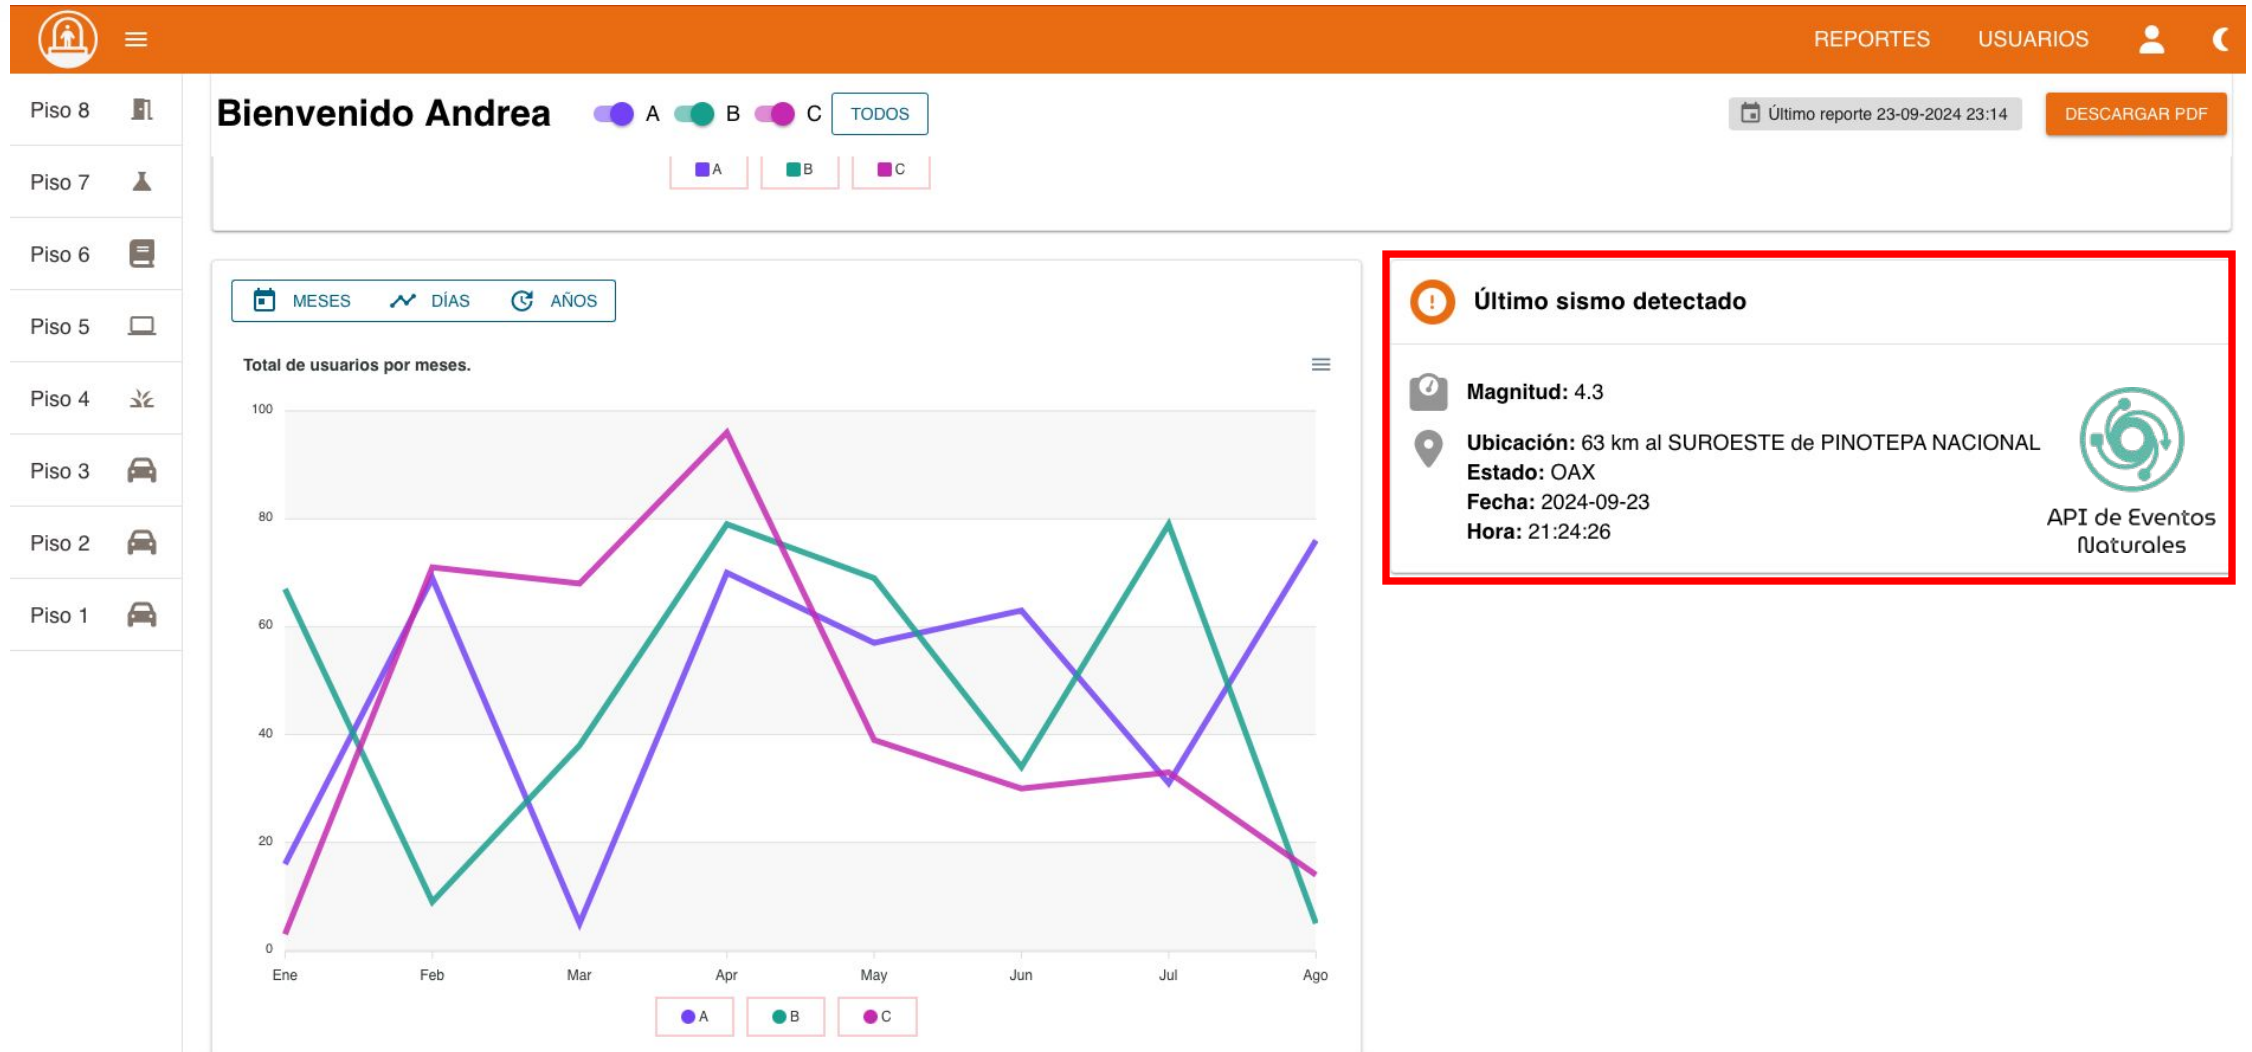 REPORTES USUARIOS
Piso 8
Piso 7
Piso 6
Piso 5
Piso 4
Piso 3
Piso 2
Piso 1
Bienvenido Andrea A B C TODOS
Último reporte 23-09-2024 23:14 DESCARGAR PDF
A B C
MESES DÍAS AÑOS
Total de usuarios por meses.
100
80
60
40
20
0
Ene Feb Mar Apr May Jun Jul Ago
A B C
Último sismo detectado
Magnitud: 4.3
Ubicación: 63 km al SUROESTE de PINOTEPA NACIONAL
Estado: OAX
Fecha: 2024-09-23
Hora: 21:24:26
API de Eventos
Naturales